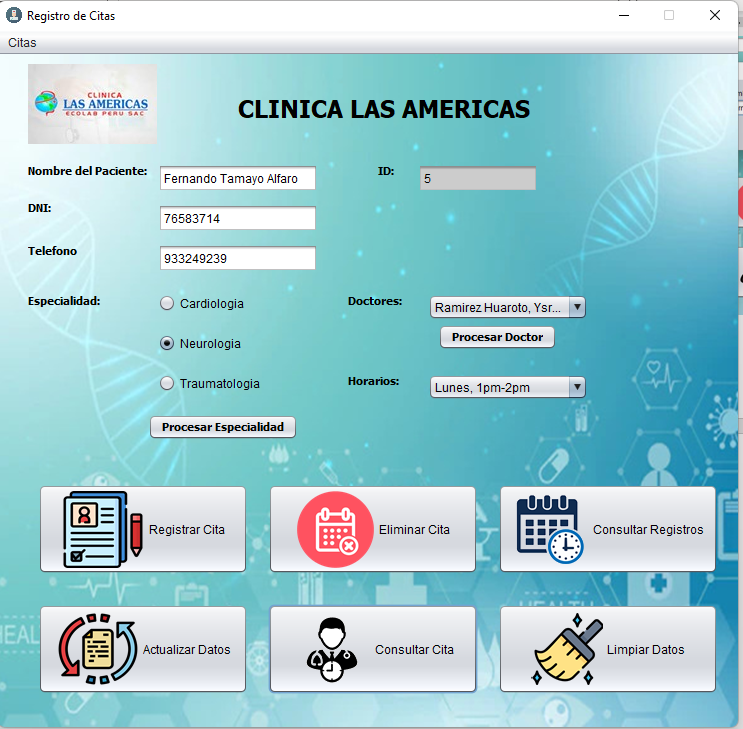 Registro de Citas
Citas
CLINICA
LAS AMERICAS
ECOLAB PERU SAC
CLINICA LAS AMERICAS
Nombre del Paciente: Fernando Tamayo Alfaro ID: 5
DNI: 76583714
Telefono 933249239
Especialidad: Cardiologia Doctores: Ramirez Huaroto, Ysr...
Procesar Doctor
Neurologia
Traumatologia Horarios: Lunes, 1pm-2pm
Procesar Especialidad
Registrar Cita Eliminar Cita Consultar Registros
HEALTH
HEAL
Actualizar Datos Consultar Cita Limpiar Datos